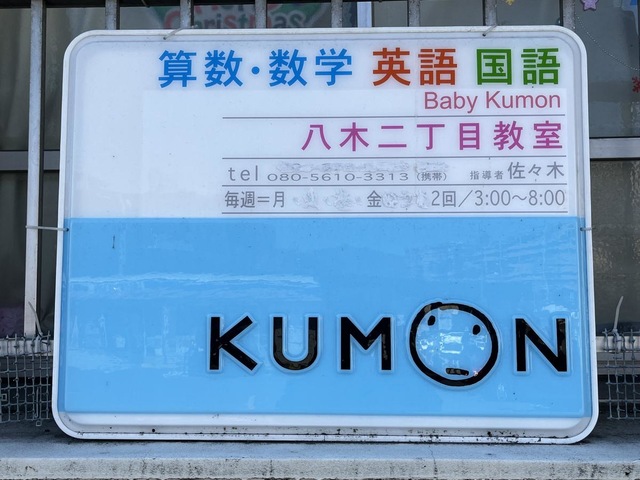 Christmas
算数・数学 英語 国語
Baby Kumon
八木二丁目教室
tel 080-5610-3313(携帯) 指導者 佐々木
毎週=月 金 2回/3:00〜8:00
KUMON